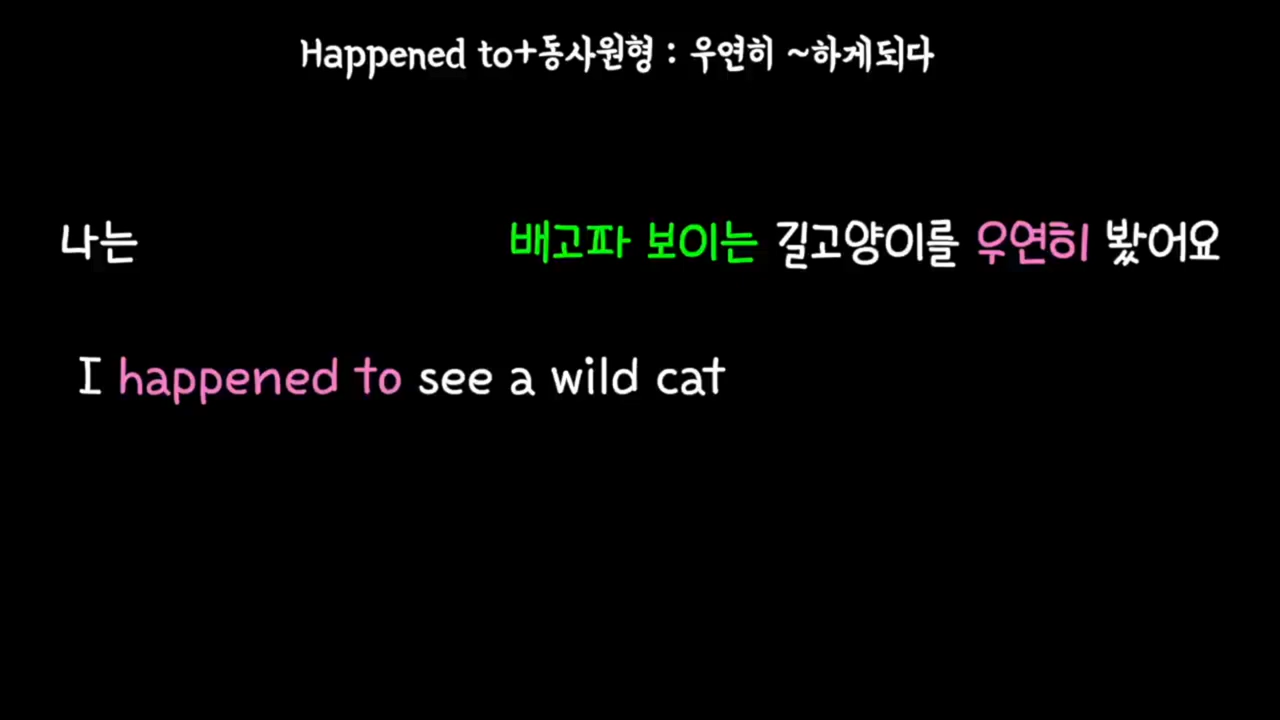 Happened to+동사원형 : 우연히 ~하게되다
나는 배고파 보이는 길고양이를 우연히 봤어요
I happened to see a wild cat